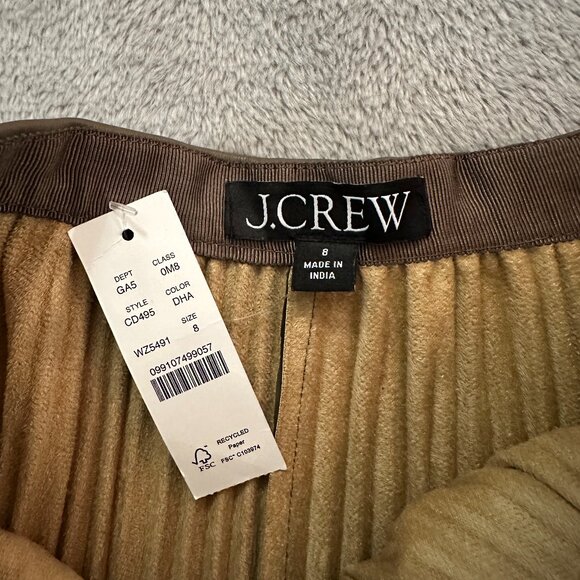 J.CREW
8
MADE IN
INDIA
DEPT CLASS
GA5 0M8
STYLE COLOR
CD495 DHA
SIZE
WZ5491 8
099107499057
FSC
RECYCLED
Paper
FSC® C103974